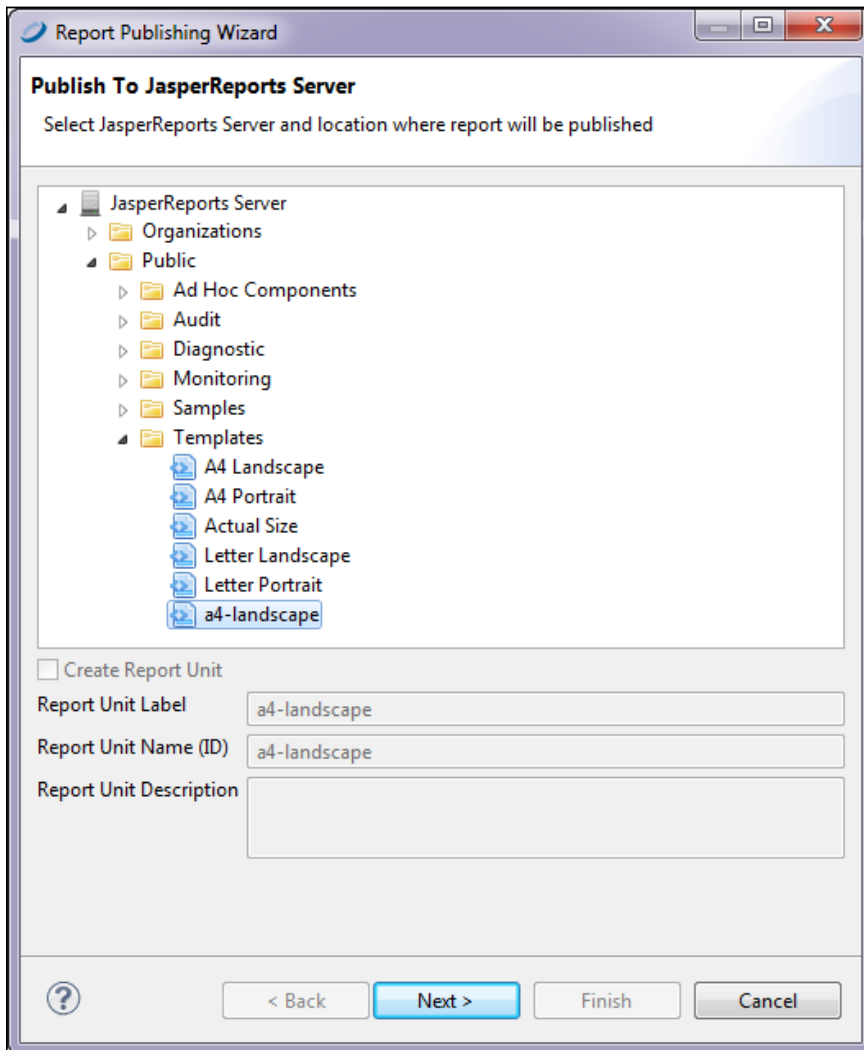 Report Publishing Wizard
Publish To JasperReports Server
Select JasperReports Server and location where report will be published
JasperReports Server
Organizations
Public
Ad Hoc Components
Audit
Diagnostic
Monitoring
Samples
Templates
A4 Landscape
A4 Portrait
Actual Size
Letter Landscape
Letter Portrait
a4-landscape
Create Report Unit
Report Unit Label a4-landscape
Report Unit Name (ID) a4-landscape
Report Unit Description
? < Back Next > Finish Cancel